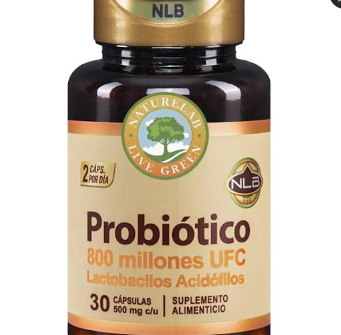 NLB
NATURELAB
LIVE GREEN
2 CÁPS.
POR DÍA
NLB
Probiótico
800 millones UFC
Lactobacilos Acidófilos
30 CÁPSULAS
500 mg c/u
SUPLEMENTO
ALIMENTICIO